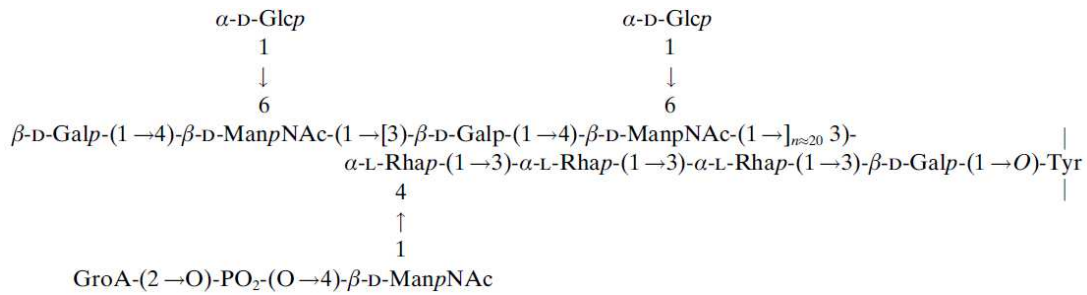 α-D-Glcp α-D-Glcp
1 1
↓ ↓
6 6
β-D-Galp-(1→4)-β-D-ManpNAc-(1→[3)-β-D-Galp-(1→4)-β-D-ManpNAc-(1→]n≈20 3)-
α-L-Rhap-(1→3)-α-L-Rhap-(1→3)-α-L-Rhap-(1→3)-β-D-Galp-(1→O)-Tyr
4
↑
1
GroA-(2→O)-PO2-(O→4)-β-D-ManpNAc